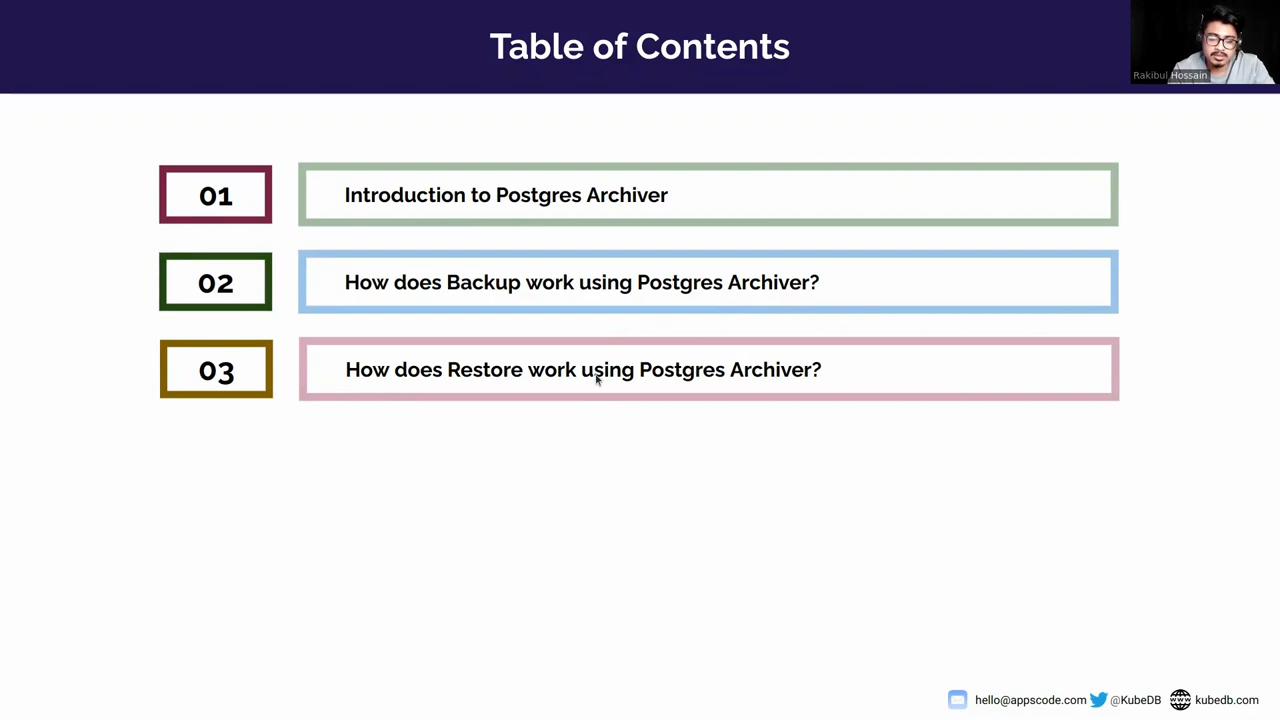 Table of Contents
Rakibul Hossain
01
Introduction to Postgres Archiver
02
How does Backup work using Postgres Archiver?
03
How does Restore work using Postgres Archiver?
hello@appscode.com @KubeDB www kubedb.com